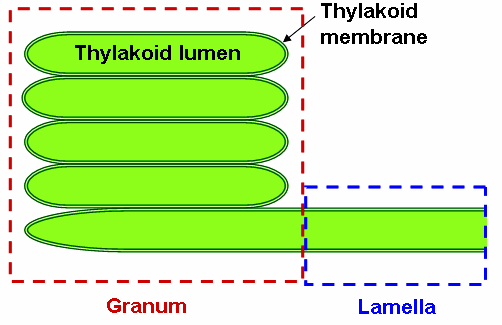 Thylakoid
membrane
Thylakoid lumen
Granum
Lamella